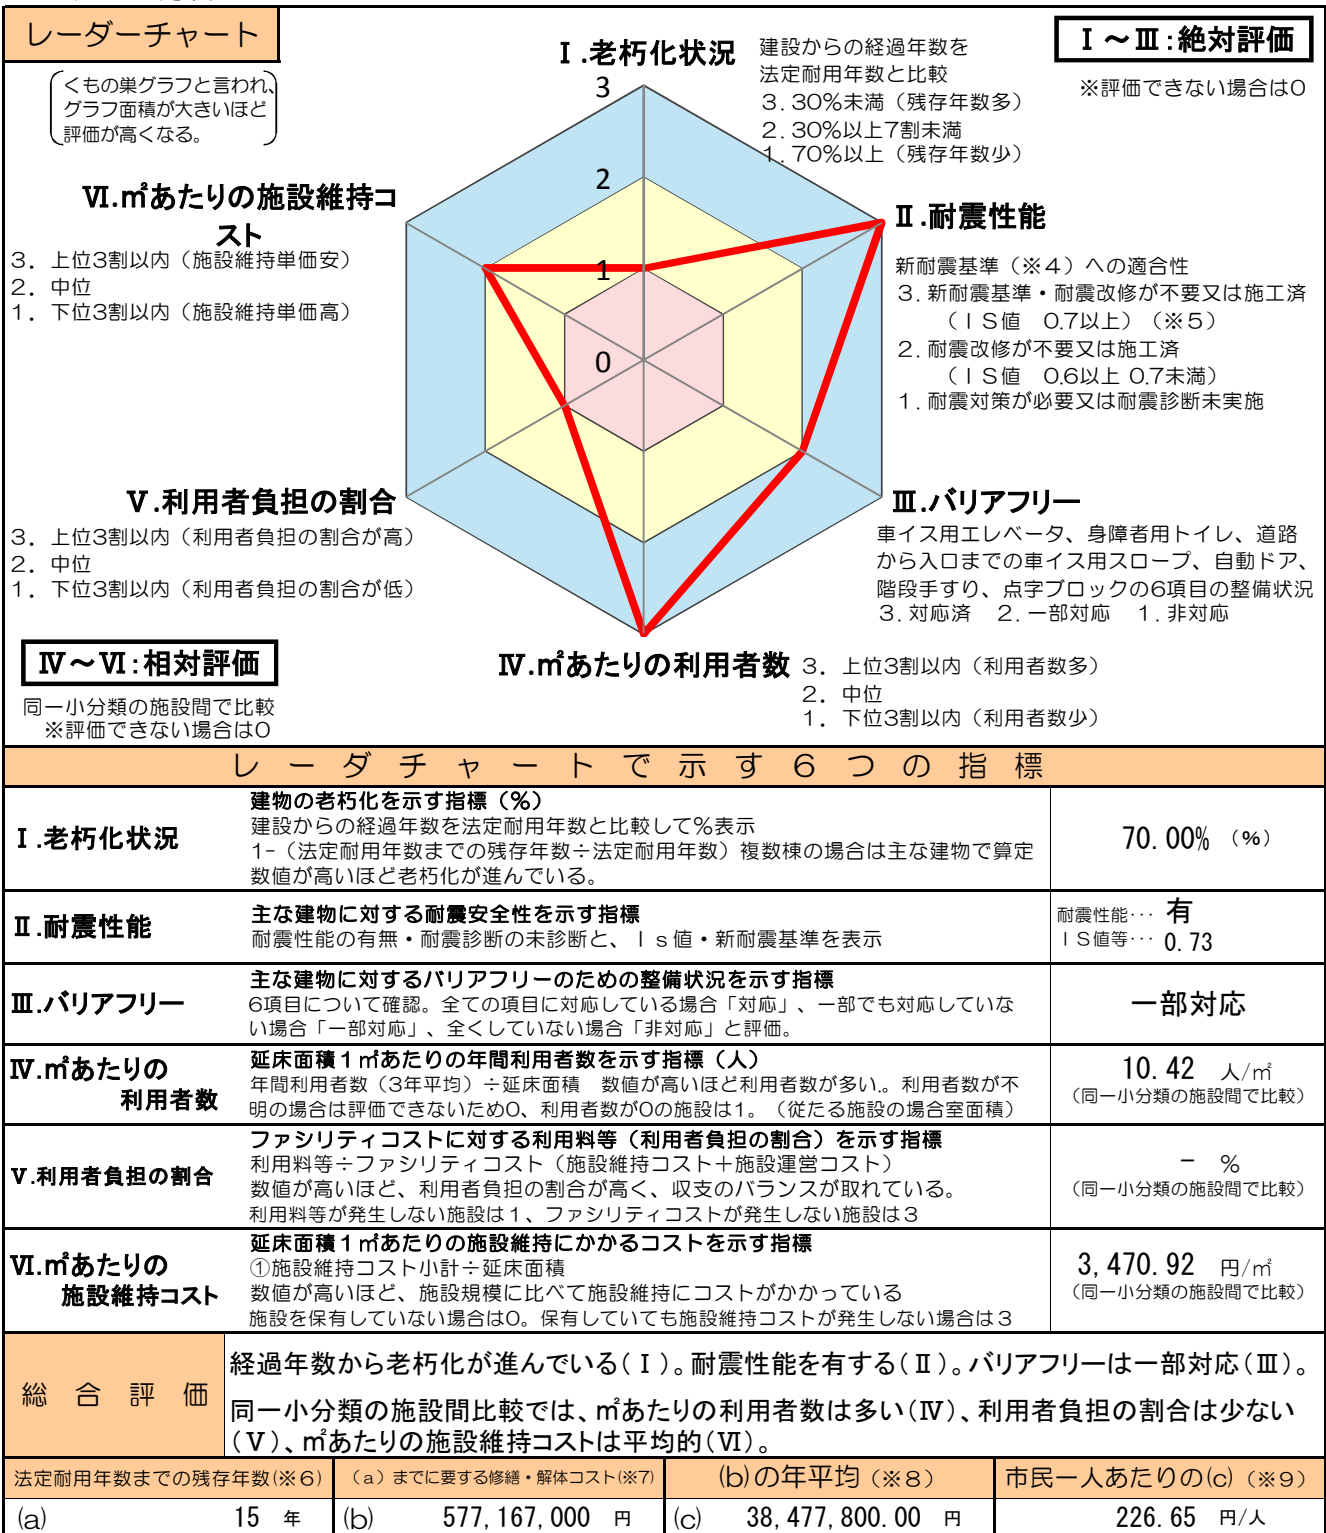 レーダーチャート
(くもの巣グラフと言われ、
グラフ面積が大きいほど
評価が高くなる。)
Ⅰ～Ⅲ:絶対評価
※評価できない場合は0
Ⅰ.老朽化状況
建設からの経過年数を
法定耐用年数と比較
3.30%未満（残存年数多）
2.30%以上7割未満
1.70%以上（残存年数少）
3
2
1
0
Ⅵ.㎡あたりの施設維持コ
スト
3. 上位3割以内（施設維持単価安）
2. 中位
1. 下位3割以内（施設維持単価高）
Ⅱ.耐震性能
新耐震基準（※4）への適合性
3.新耐震基準・耐震改修が不要又は施工済
（ＩＳ値 0.7以上）（※5）
2.耐震改修が不要又は施工済
（ＩＳ値 0.6以上 0.7未満）
1.耐震対策が必要又は耐震診断未実施
Ⅴ.利用者負担の割合
3. 上位3割以内（利用者負担の割合が高）
2. 中位
1. 下位3割以内（利用者負担の割合が低）
Ⅲ.バリアフリー
車イス用エレベータ、身障者用トイレ、道路
から入口までの車イス用スロープ、自動ドア、
階段手すり、点字ブロックの6項目の整備状況
3.対応済 2.一部対応 1.非対応
Ⅳ～Ⅵ:相対評価
同一小分類の施設間で比較
※評価できない場合は0
Ⅳ.㎡あたりの利用者数
3. 上位3割以内（利用者数多）
2. 中位
1. 下位3割以内（利用者数少）
レーダチャートで示す6つの指標
Ⅰ.老朽化状況
建物の老朽化を示す指標（％）
建設からの経過年数を法定耐用年数と比較して%表示
1-（法定耐用年数までの残存年数÷法定耐用年数）複数棟の場合は主な建物で算定
数値が高いほど老朽化が進んでいる。
70.00% （%）
Ⅱ.耐震性能
主な建物に対する耐震安全性を示す指標
耐震性能の有無・耐震診断の未診断と、Ｉｓ値・新耐震基準を表示
耐震性能… 有
ＩＳ値等… 0.73
Ⅲ.バリアフリー
主な建物に対するバリアフリーのための整備状況を示す指標
6項目について確認。全ての項目に対応している場合「対応」、一部でも対応していな
い場合「一部対応」、全くしていない場合「非対応」と評価。
一部対応
Ⅳ.㎡あたりの
利用者数
延床面積１㎡あたりの年間利用者数を示す指標（人）
年間利用者数（3年平均）÷延床面積 数値が高いほど利用者数が多い。利用者数が不
明の場合は評価できないため0、利用者数が0の施設は1。（従たる施設の場合室面積）
10.42 人/㎡
（同一小分類の施設間で比較）
Ⅴ.利用者負担の割合
ファシリティコストに対する利用料等（利用者負担の割合）を示す指標
利用料等÷ファシリティコスト（施設維持コスト＋施設運営コスト）
数値が高いほど、利用者負担の割合が高く、収支のバランスが取れている。
利用料等が発生しない施設は１、ファシリティコストが発生しない施設は３
－ %
（同一小分類の施設間で比較）
Ⅵ.㎡あたりの
施設維持コスト
延床面積１㎡あたりの施設維持にかかるコストを示す指標
①施設維持コスト小計÷延床面積
数値が高いほど、施設規模に比べて施設維持にコストがかかっている
施設を保有していない場合は0。保有していても施設維持コストが発生しない場合は３
3,470.92 円/㎡
（同一小分類の施設間で比較）
総合評価
経過年数から老朽化が進んでいる(Ⅰ)。耐震性能を有する(Ⅱ)。バリアフリーは一部対応(Ⅲ)。
同一小分類の施設間比較では、㎡あたりの利用者数は多い(Ⅳ)、利用者負担の割合は少ない
(Ⅴ)、㎡あたりの施設維持コストは平均的(Ⅵ)。
法定耐用年数までの残存年数(※6)
（a）までに要する修繕・解体コスト(※7)
(b)の年平均（※8）
市民一人あたりの(c)（※9）
(a) 15 年
(b) 577,167,000 円
(c) 38,477,800.00 円
226.65 円/人